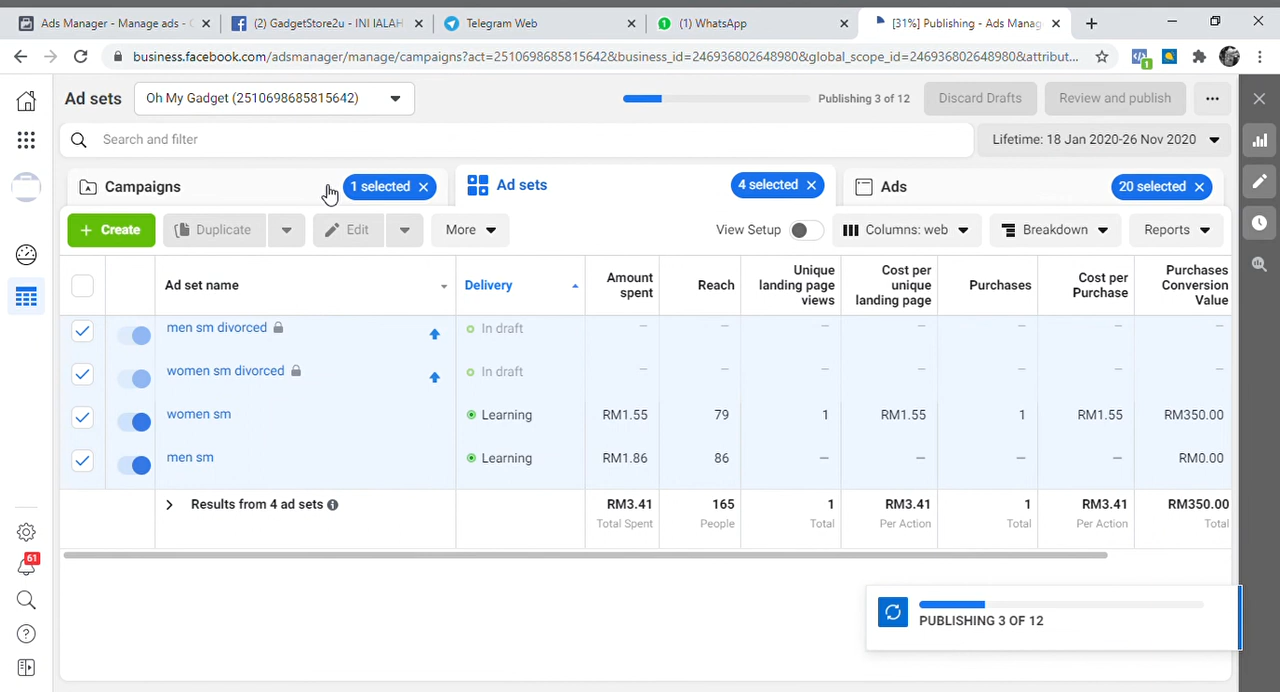 Ads Manager - Manage ads - 
(2) GadgetStore2u - INI IALAH
Telegram Web
(1) WhatsApp
[31%] Publishing - Ads Manag
business.facebook.com/adsmanager/manage/campaigns?act=2510698685815642&business_id=246936802648980&global_scope_id=246936802648980&attribut...
1
Ad sets
Oh My Gadget (2510698685815642)
Publishing 3 of 12
Discard Drafts
Review and publish
Search and filter
Lifetime: 18 Jan 2020-26 Nov 2020
Campaigns
1 selected
Ad sets
4 selected
Ads
20 selected
+ Create
Duplicate
Edit
More
View Setup
Columns: web
Breakdown
Reports
Ad set name
Delivery
Amount spent
Reach
Unique landing page views
Cost per unique landing page
Purchases
Cost per Purchase
Purchases Conversion Value
men sm divorced
In draft
— — — — — — —
women sm divorced
In draft
— — — — — — —
women sm
Learning
RM1.55 79 1 RM1.55 1 RM1.55 RM350.00
men sm
Learning
RM1.86 86 — — — — RM0.00
Results from 4 ad sets
RM3.41 165 1 RM3.41 1 RM3.41 RM350.00
Total Spent People Total Per Action Total Per Action Total
61
PUBLISHING 3 OF 12